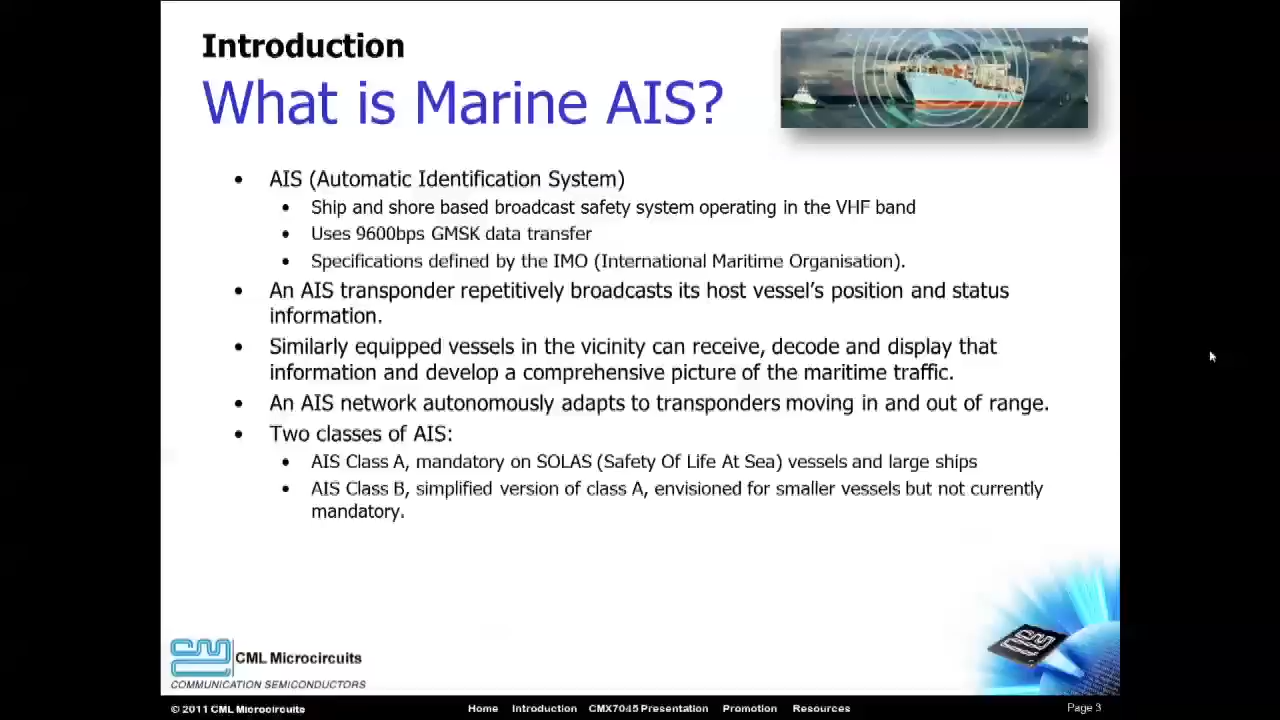 Introduction
What is Marine AIS?
• AIS (Automatic Identification System)
• Ship and shore based broadcast safety system operating in the VHF band
• Uses 9600bps GMSK data transfer
• Specifications defined by the IMO (International Maritime Organisation).
• An AIS transponder repetitively broadcasts its host vessel's position and status
information.
• Similarly equipped vessels in the vicinity can receive, decode and display that
information and develop a comprehensive picture of the maritime traffic.
• An AIS network autonomously adapts to transponders moving in and out of range.
• Two classes of AIS:
• AIS Class A, mandatory on SOLAS (Safety Of Life At Sea) vessels and large ships
• AIS Class B, simplified version of class A, envisioned for smaller vessels but not currently
mandatory.
CML Microcircuits
COMMUNICATION SEMICONDUCTORS
© 2011 CML Microcircuits Home Introduction CMX7045 Presentation Promotion Resources Page 3